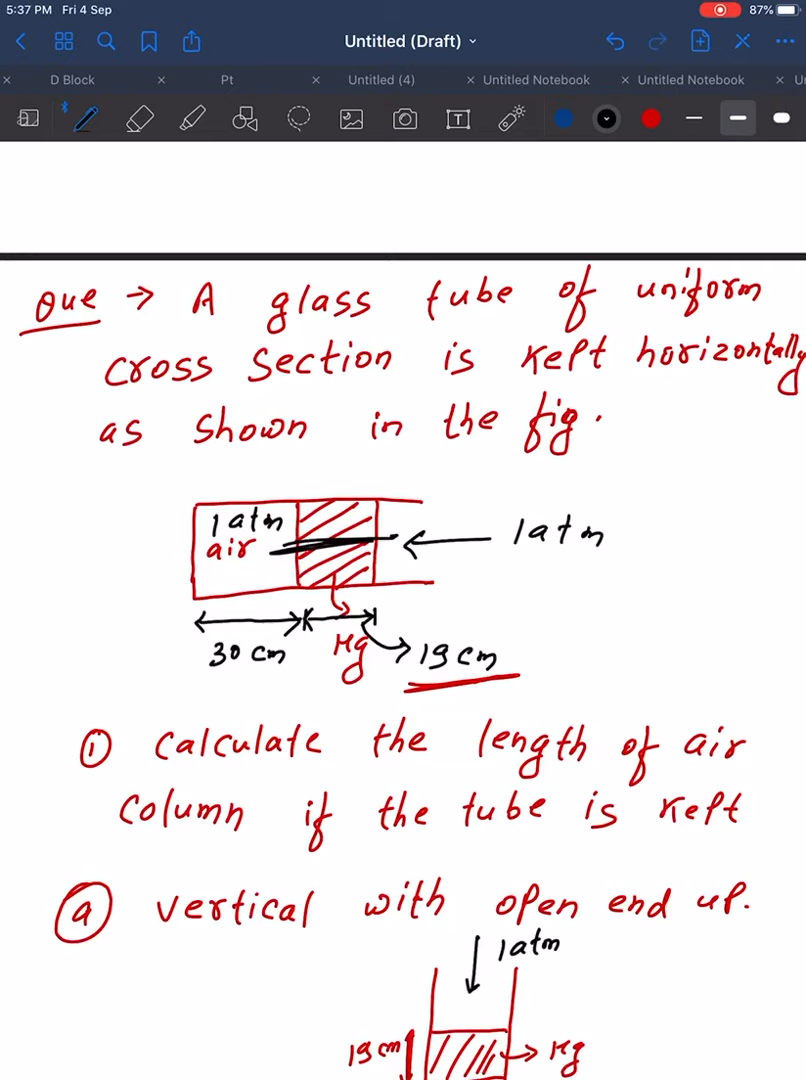 5:37 PM Fri 4 Sep 87%
Untitled (Draft)
D Block Pt Untitled (4) Untitled Notebook Untitled Notebook
T
Que → A glass tube of uniform
cross section is kept horizontally
as shown in the fig.
1 atm
air
1 atm
30 cm
Hg
19 cm
① calculate the length of air
column if the tube is kept
ⓐ vertical with open end up.
1 atm
19 cm
Hg